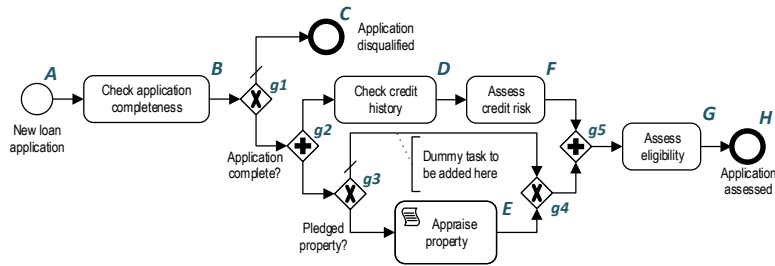 A
New loan
application
Check application
completeness
B
g1
C
Application
disqualified
Application
complete?
g2
Check credit
history
D
Assess
credit risk
F
g3
Dummy task to
be added here
Pledged
property?
Appraise
property
E
g4
g5
Assess
eligibility
G
H
Application
assessed